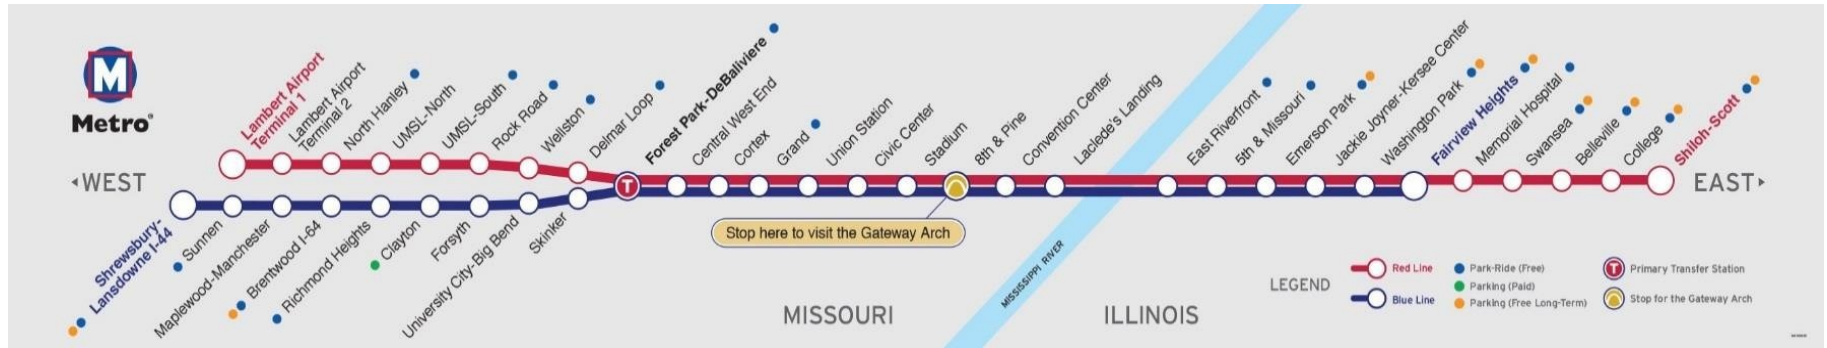 M
Metro®
WEST
Lambert Airport
Terminal 1
Lambert Airport
Terminal 2
North Hanley
UMSL-North
UMSL-South
Rock Road
Wellston
Delmar Loop
Forest Park-DeBaliviere
Central West End
Cortex
Grand
Union Station
Civic Center
Stadium
8th & Pine
Convention Center
Laclede's Landing
East Riverfront
5th & Missouri
Emerson Park
Jackie Joyner-Kersee Center
Washington Park
Fairview Heights
Memorial Hospital
Swansea
Belleville
College
Shiloh-Scott
EAST
T
Shrewsbury-
Lansdowne I-44
Sunnen
Maplewood-Manchester
Brentwood I-64
Richmond Heights
Clayton
Forsyth
University City-Big Bend
Skinker
Stop here to visit the Gateway Arch
MISSISSIPPI RIVER
MISSOURI
ILLINOIS
LEGEND
Red Line
Blue Line
Park-Ride (Free)
Parking (Paid)
Parking (Free Long-Term)
T
Primary Transfer Station
Stop for the Gateway Arch